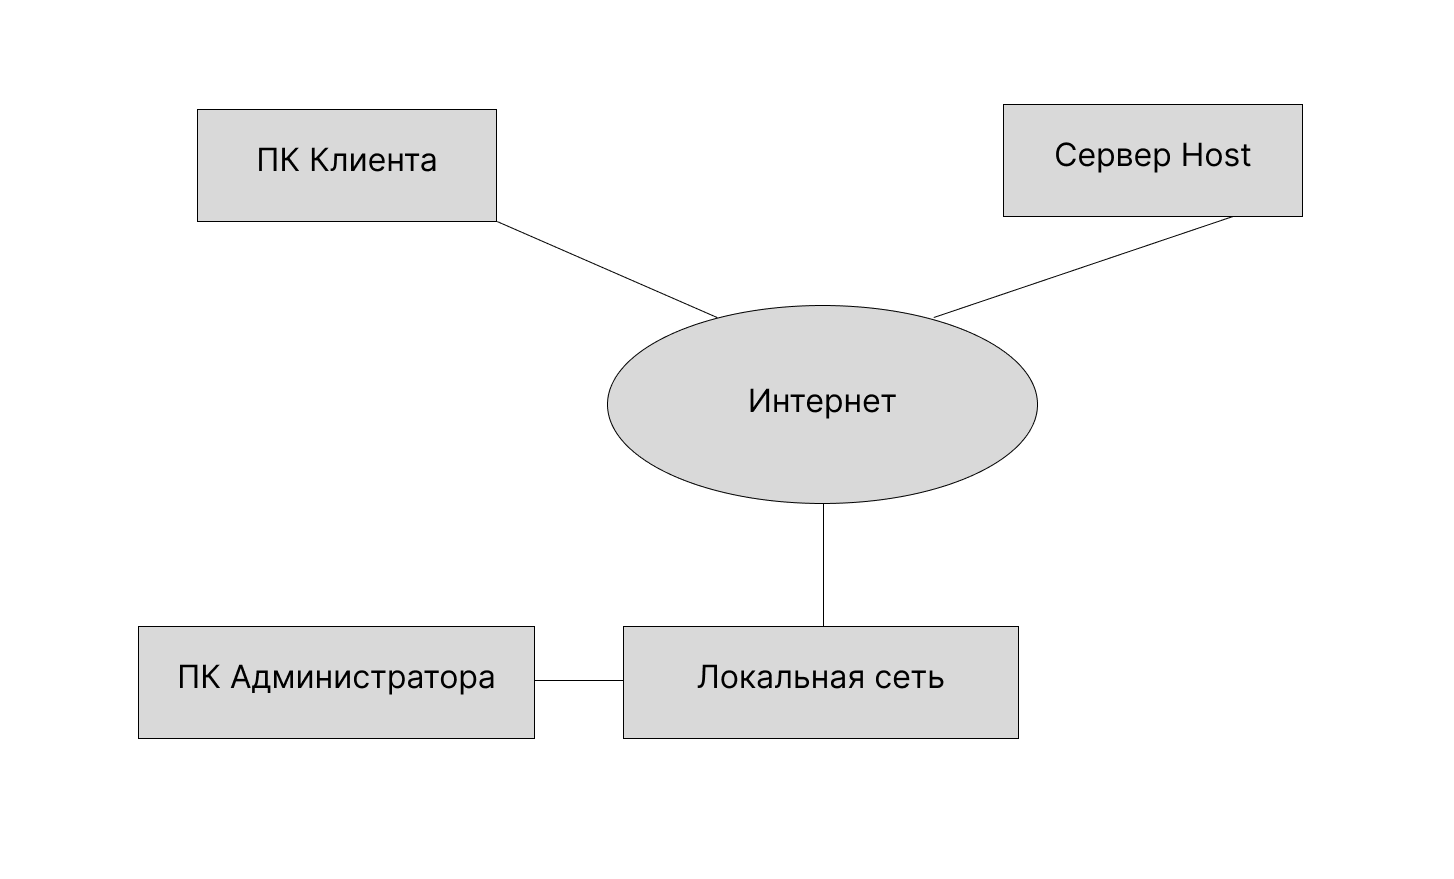 ПК Клиента
Сервер Host
Интернет
ПК Администратора
Локальная сеть